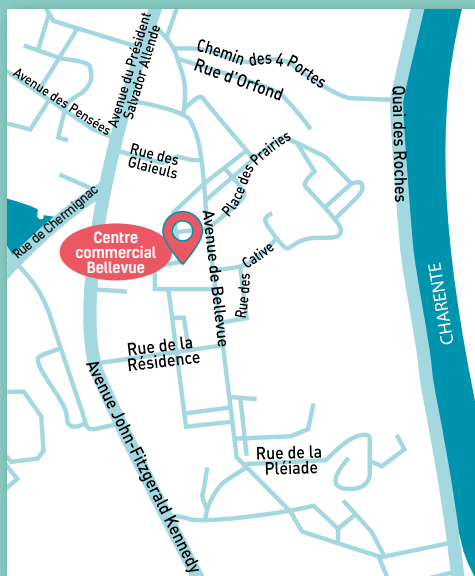 Chemin des 4 Portes
Rue d'Orfond
Avenue du Président
Salvador Allende
Avenue des Pensées
Quai des Roches
Rue des
Glaieuls
Place des Prairies
Rue de Chermignac
Centre
commercial
Bellevue
Avenue de Bellevue
Rue des Cative
CHARENTE
Rue de la
Résidence
Avenue John-Fitzgerald Kennedy
Rue de la
Pléiade